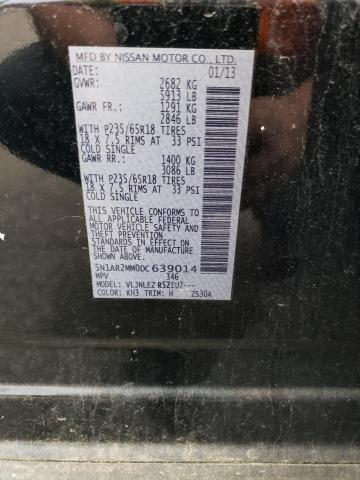 MFD BY NISSAN MOTOR CO., LTD.
DATE: 01/13
GVWR: 2682 KG
5913 LB
GAWR FR.: 1291 KG
2846 LB
WITH P235/65R18 TIRES
18 X 7.5 RIMS AT 33 PSI
COLD SINGLE
GAWR RR: 1400 KG
3086 LB
WITH P235/65R18 TIRES
18 X 7.5 RIMS AT 33 PSI
COLD SINGLE
THIS VEHICLE CONFORMS TO ALL
APPLICABLE U.S. FEDERAL
MOTOR VEHICLE SAFETY
STANDARDS IN EFFECT ON THE
DATE OF MANUFACTURE
SHOWN ABOVE.
5N1AR2MM0DC639014
MPV 346
MODEL: VLJNLEZ R52EUZ---
COLOR: KH3 TRIM: H ZS30A